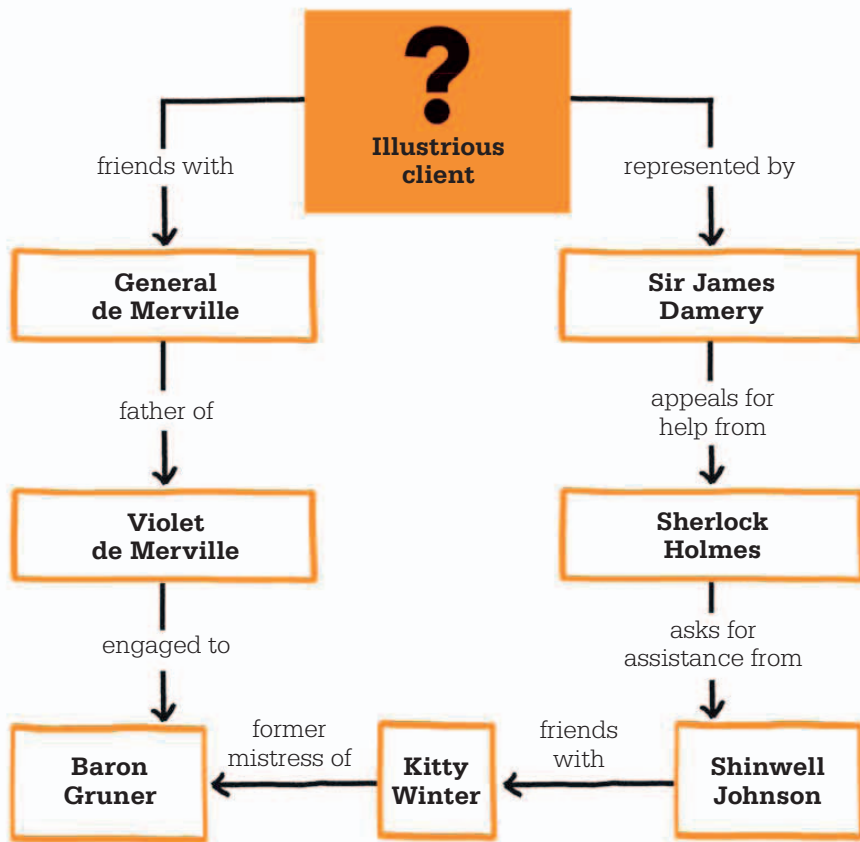 ?
Illustrious
client
friends with
represented by
General
de Merville
Sir James
Damery
father of
appeals for
help from
Violet
de Merville
Sherlock
Holmes
engaged to
asks for
assistance from
Baron
Gruner
former
mistress of
Kitty
Winter
friends
with
Shinwell
Johnson